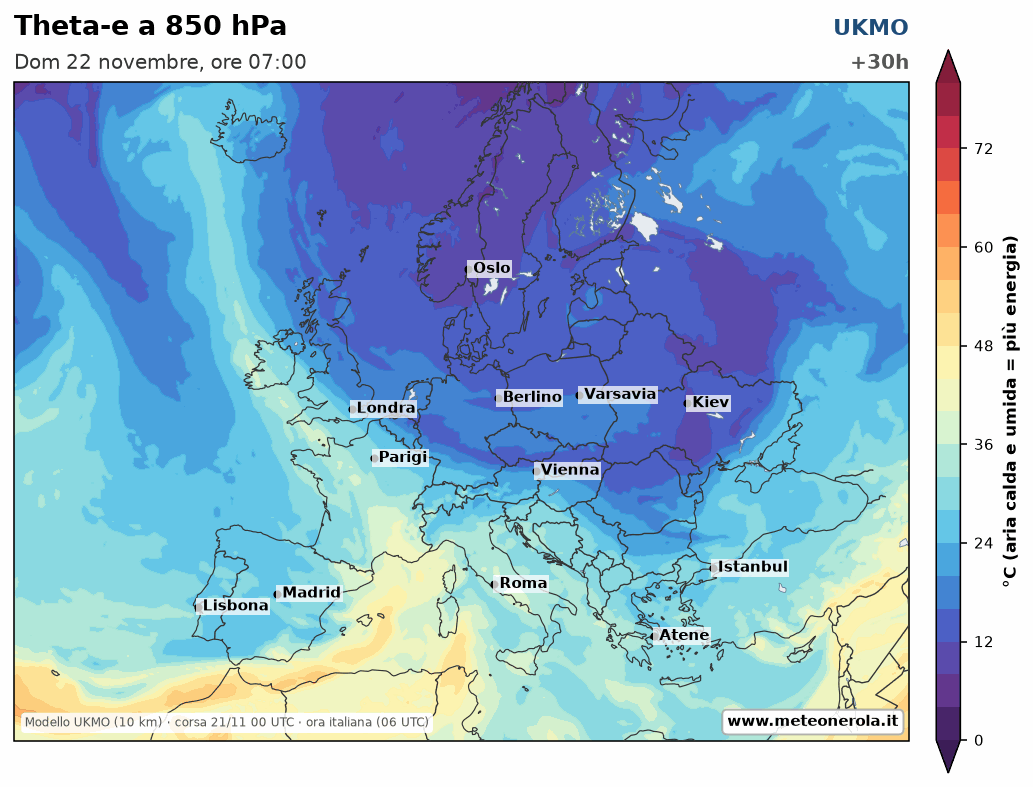 Theta-e a 850 hPa
UKMO
Dom 22 novembre, ore 07:00
+30h
72
60
48
36
24
12
0
°C (aria calda e umida = più energia)
Oslo
Londra
Berlino
Varsavia
Kiev
Parigi
Vienna
Istanbul
Roma
Madrid
Lisbona
Atene
Modello UKMO (10 km) · corsa 21/11 00 UTC · ora italiana (06 UTC)
www.meteonerola.it